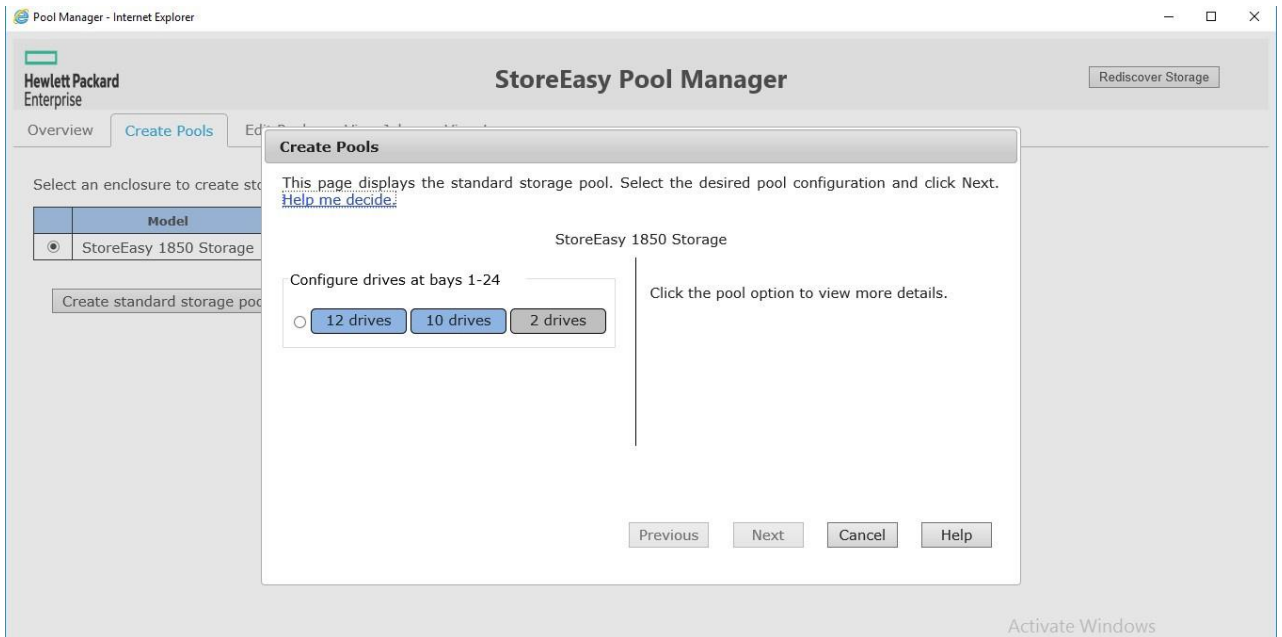 Pool Manager - Internet Explorer
Hewlett Packard
Enterprise
StoreEasy Pool Manager
Rediscover Storage
Overview
Create Pools
Create Pools
Select an enclosure to create
This page displays the standard storage pool. Select the desired pool configuration and click Next.
Help me decide.
Model
StoreEasy 1850 Storage
StoreEasy 1850 Storage
Configure drives at bays 1-24
Click the pool option to view more details.
Create standard storage
12 drives 10 drives 2 drives
Previous Next Cancel Help
Activate Windows